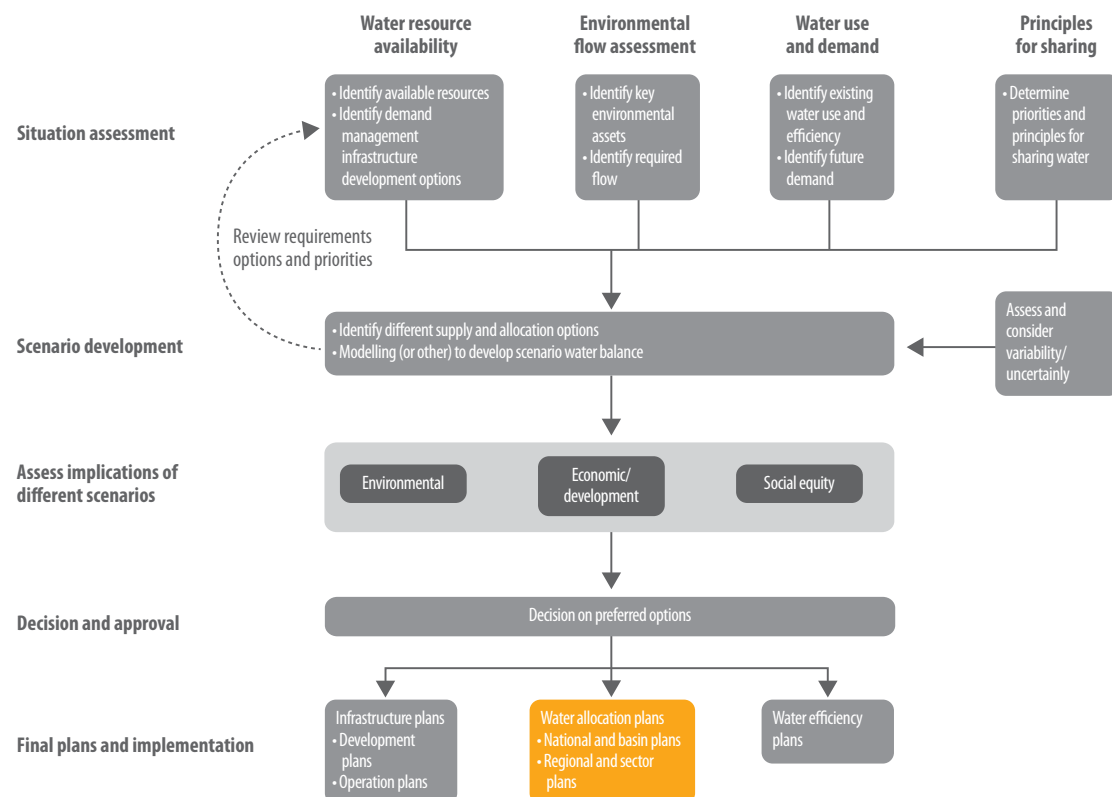 Water resource
availability
Environmental
flow assessment
Water use
and demand
Principles
for sharing
Situation assessment
• Identify available resources
• Identify demand
management
infrastructure
development options
• Identify key
environmental
assets
• Identify required
flow
• Identify existing
water use and
efficiency
• Identify future
demand
• Determine
priorities and
principles for
sharing water
Review requirements
options and priorities
Scenario development
• Identify different supply and allocation options
• Modelling (or other) to develop scenario water balance
Assess and
consider
variability/
uncertainly
Assess implications of
different scenarios
Environmental
Economic/
development
Social equity
Decision and approval
Decision on preferred options
Final plans and implementation
Infrastructure plans
• Development
plans
• Operation plans
Water allocation plans
• National and basin plans
• Regional and sector
plans
Water efficiency
plans